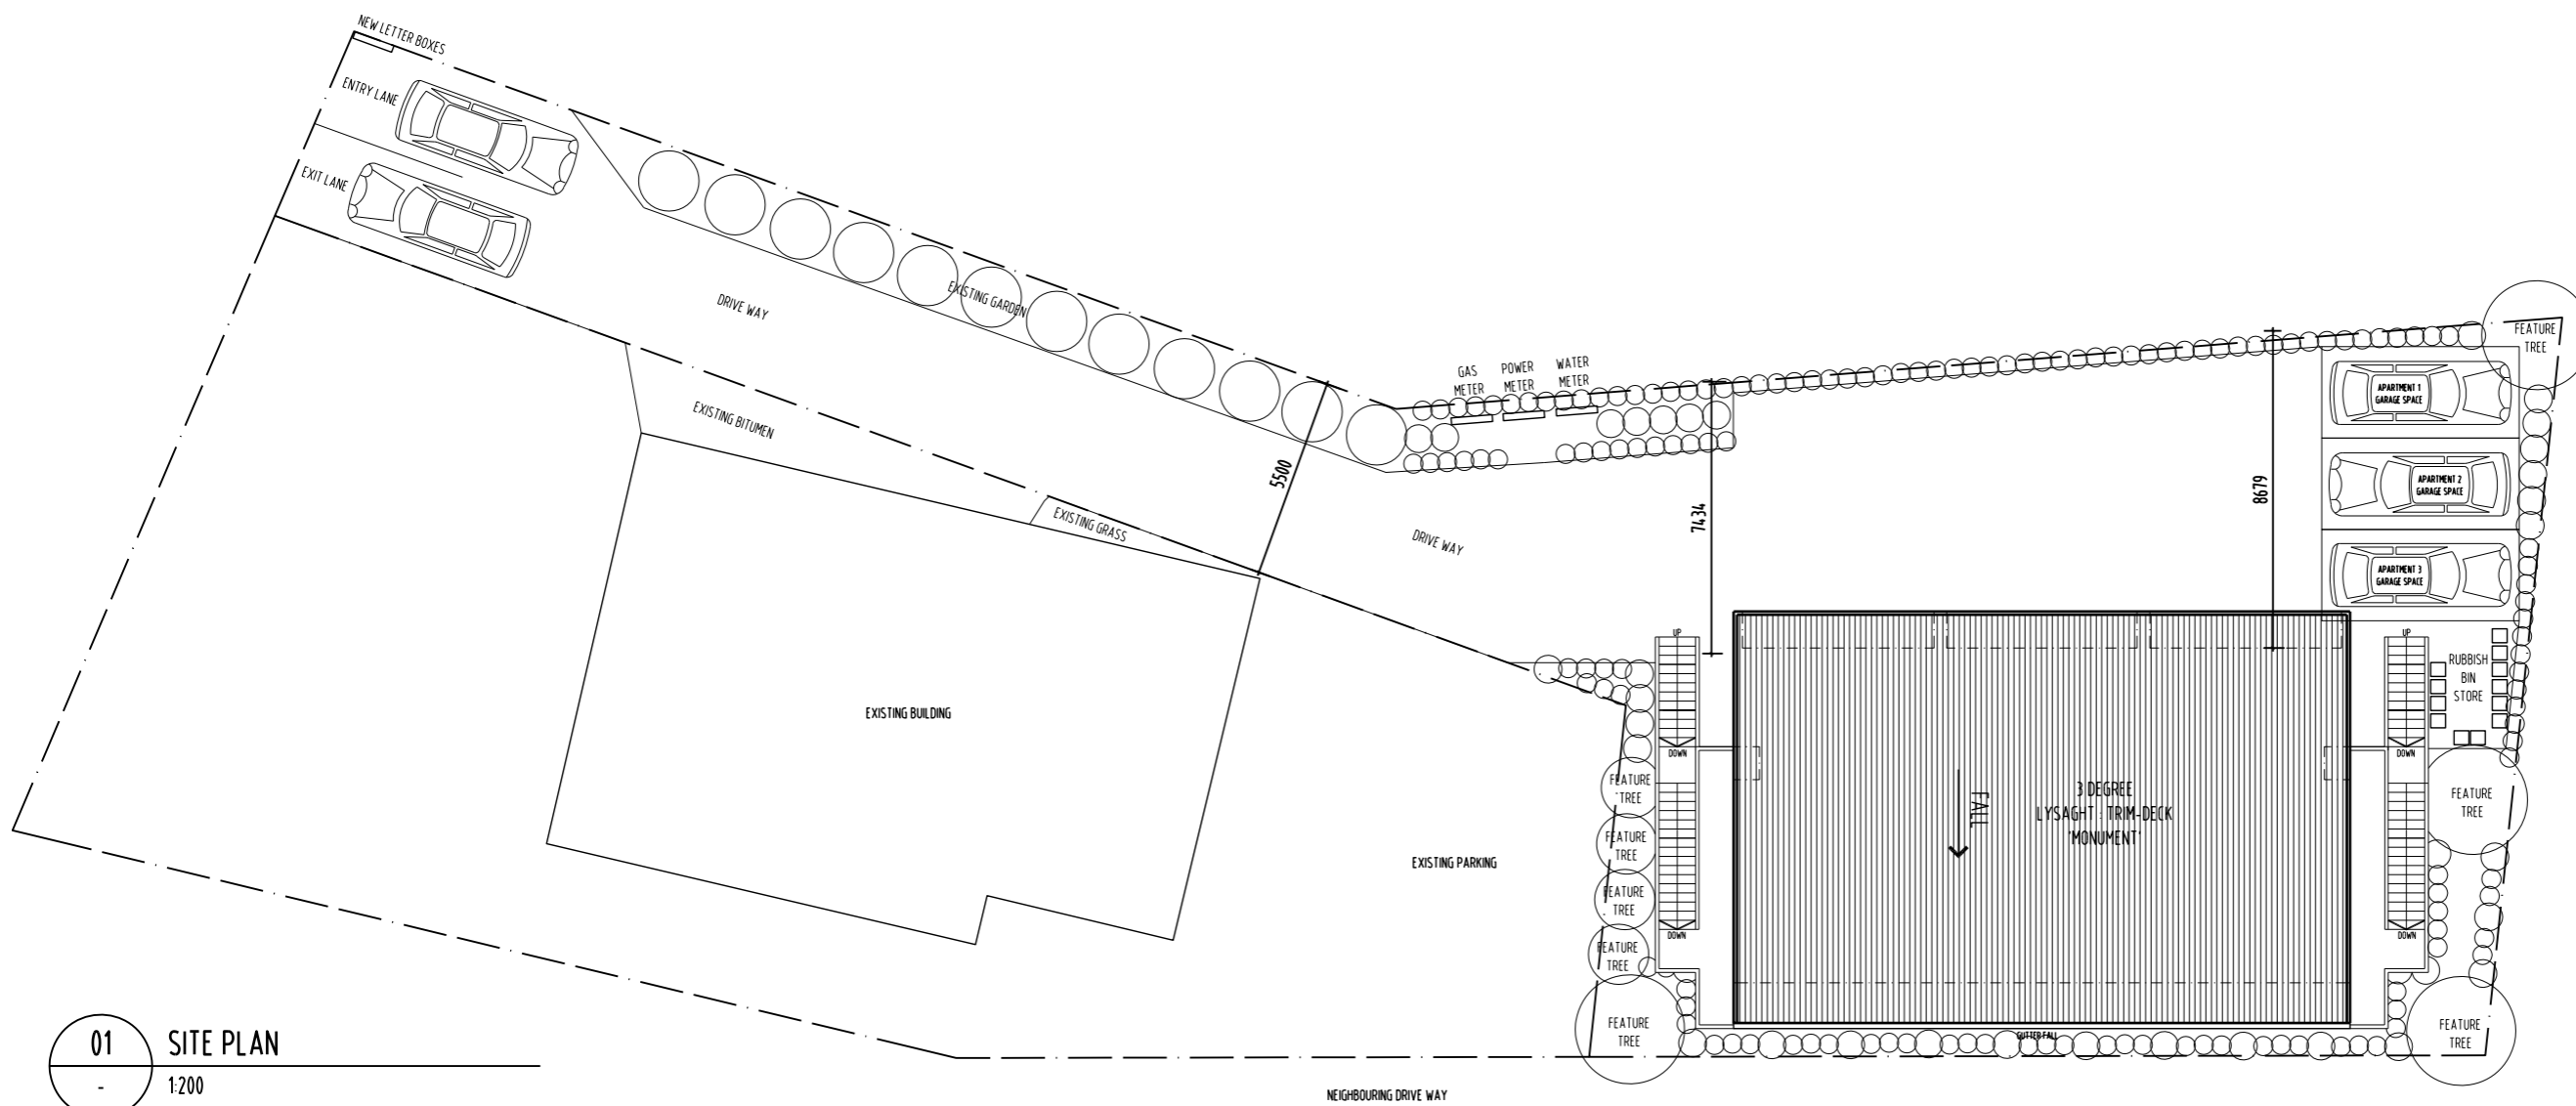 NEW LETTER BOXES
ENTRY LANE
EXIT LANE
DRIVE WAY
EXISTING GARDEN
EXISTING BITUMEN
EXISTING GRASS
5500
GAS
METER
POWER
METER
WATER
METER
DRIVE WAY
7434
8679
FEATURE
TREE
APARTMENT 1
GARAGE SPACE
APARTMENT 2
GARAGE SPACE
APARTMENT 3
GARAGE SPACE
UP
DOWN
DOWN
UP
DOWN
DOWN
RUBBISH
BIN
STORE
EXISTING BUILDING
EXISTING PARKING
FEATURE
TREE
FEATURE
TREE
FEATURE
TREE
FEATURE
TREE
FEATURE
TREE
FALL
3 DEGREE
LYSAGHT : TRIM-DECK
'MONUMENT'
FEATURE
TREE
FEATURE
TREE
GUTTER FALL
NEIGHBOURING DRIVE WAY
01
SITE PLAN
-
1:200